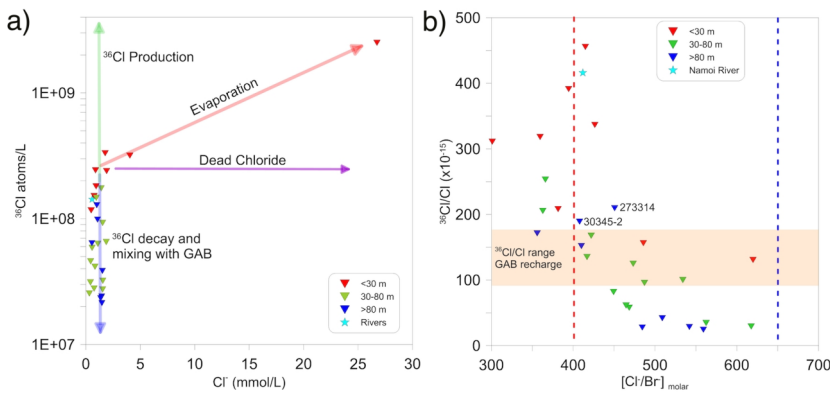 a)
³⁶Cl atoms/L
1E+09
1E+08
1E+07
³⁶Cl Production
Evaporation
Dead Chloride
³⁶Cl decay and
mixing with GAB
<30 m
30-80 m
>80 m
Rivers
0
5
10
15
20
25
30
Cl⁻ (mmol/L)
b)
³⁶Cl/Cl (x10⁻¹⁵)
500
400
300
200
100
0
<30 m
30-80 m
>80 m
Namoi River
273314
30345-2
³⁶Cl/Cl range
GAB recharge
300
400
500
600
700
[Cl⁻/Br⁻] molar